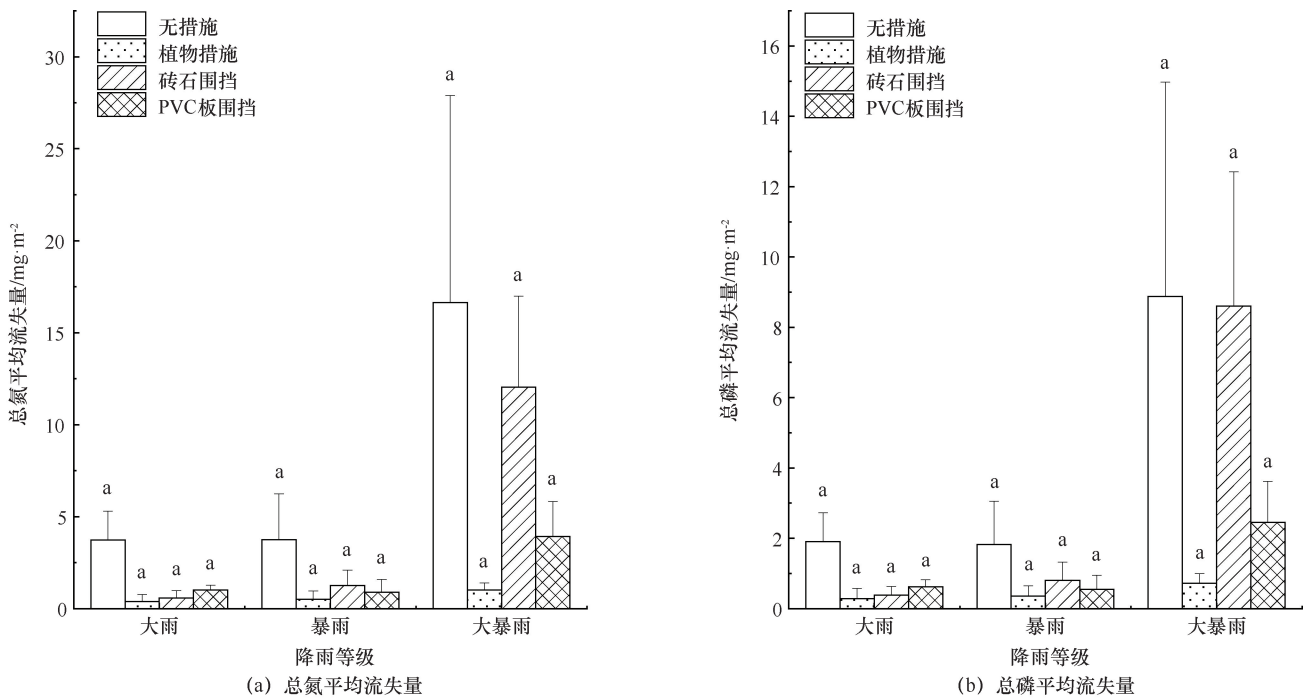 无措施
植物措施
砖石围挡
PVC板围挡
总氮平均流失量/mg·m⁻²
30
25
20
15
10
5
0
a
a
a
a
a
a
a
a
a
a
a
a
大雨
暴雨
大暴雨
降雨等级
(a) 总氮平均流失量
无措施
植物措施
砖石围挡
PVC板围挡
总磷平均流失量/mg·m⁻²
16
14
12
10
8
6
4
2
0
a
a
a
a
a
a
a
a
a
a
a
a
大雨
暴雨
大暴雨
降雨等级
(b) 总磷平均流失量